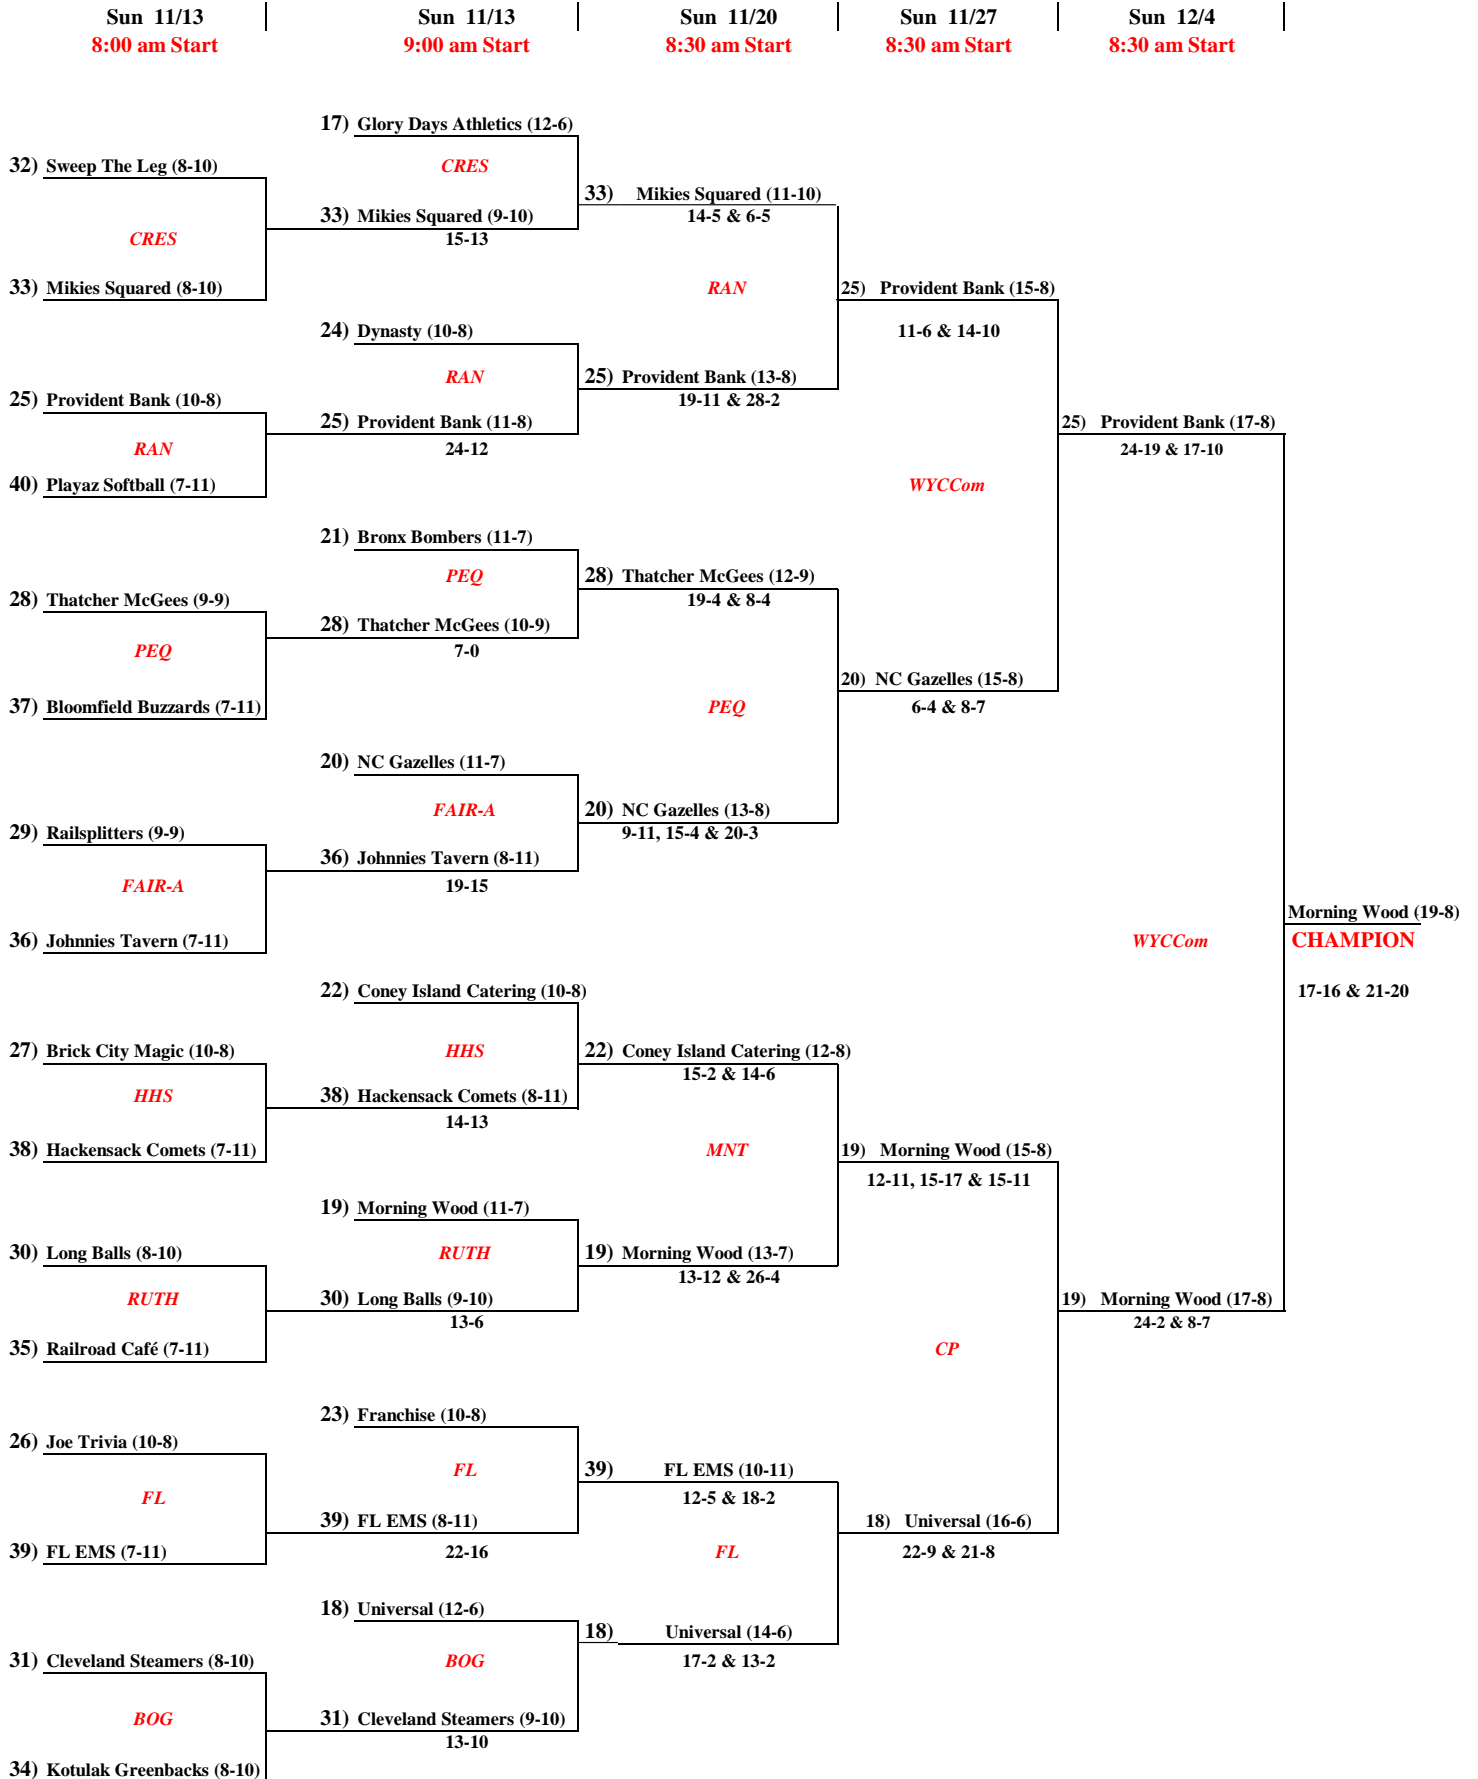 Sun 11/13
8:00 am Start
Sun 11/13
9:00 am Start
Sun 11/20
8:30 am Start
Sun 11/27
8:30 am Start
Sun 12/4
8:30 am Start
32) Sweep The Leg (8-10)
CRES
33) Mikies Squared (8-10)
25) Provident Bank (10-8)
RAN
40) Playaz Softball (7-11)
28) Thatcher McGees (9-9)
PEQ
37) Bloomfield Buzzards (7-11)
29) Railsplitters (9-9)
FAIR-A
36) Johnnies Tavern (7-11)
27) Brick City Magic (10-8)
HHS
38) Hackensack Comets (7-11)
30) Long Balls (8-10)
RUTH
35) Railroad Café (7-11)
26) Joe Trivia (10-8)
FL
39) FL EMS (7-11)
31) Cleveland Steamers (8-10)
BOG
34) Kotulak Greenbacks (8-10)
17) Glory Days Athletics (12-6)
CRES
33) Mikies Squared (9-10)
15-13
24) Dynasty (10-8)
RAN
25) Provident Bank (11-8)
24-12
21) Bronx Bombers (11-7)
PEQ
28) Thatcher McGees (10-9)
7-0
20) NC Gazelles (11-7)
FAIR-A
36) Johnnies Tavern (8-11)
19-15
22) Coney Island Catering (10-8)
HHS
38) Hackensack Comets (8-11)
14-13
19) Morning Wood (11-7)
RUTH
30) Long Balls (9-10)
13-6
23) Franchise (10-8)
FL
39) FL EMS (8-11)
22-16
18) Universal (12-6)
BOG
31) Cleveland Steamers (9-10)
13-10
33) Mikies Squared (11-10)
14-5 & 6-5
RAN
25) Provident Bank (13-8)
19-11 & 28-2
28) Thatcher McGees (12-9)
19-4 & 8-4
PEQ
20) NC Gazelles (13-8)
9-11, 15-4 & 20-3
22) Coney Island Catering (12-8)
15-2 & 14-6
MNT
19) Morning Wood (13-7)
13-12 & 26-4
39) FL EMS (10-11)
12-5 & 18-2
FL
18) Universal (14-6)
17-2 & 13-2
25) Provident Bank (15-8)
11-6 & 14-10
WYCCom
20) NC Gazelles (15-8)
6-4 & 8-7
19) Morning Wood (15-8)
12-11, 15-17 & 15-11
CP
18) Universal (16-6)
22-9 & 21-8
25) Provident Bank (17-8)
24-19 & 17-10
WYCCom
19) Morning Wood (17-8)
24-2 & 8-7
Morning Wood (19-8)
CHAMPION
17-16 & 21-20